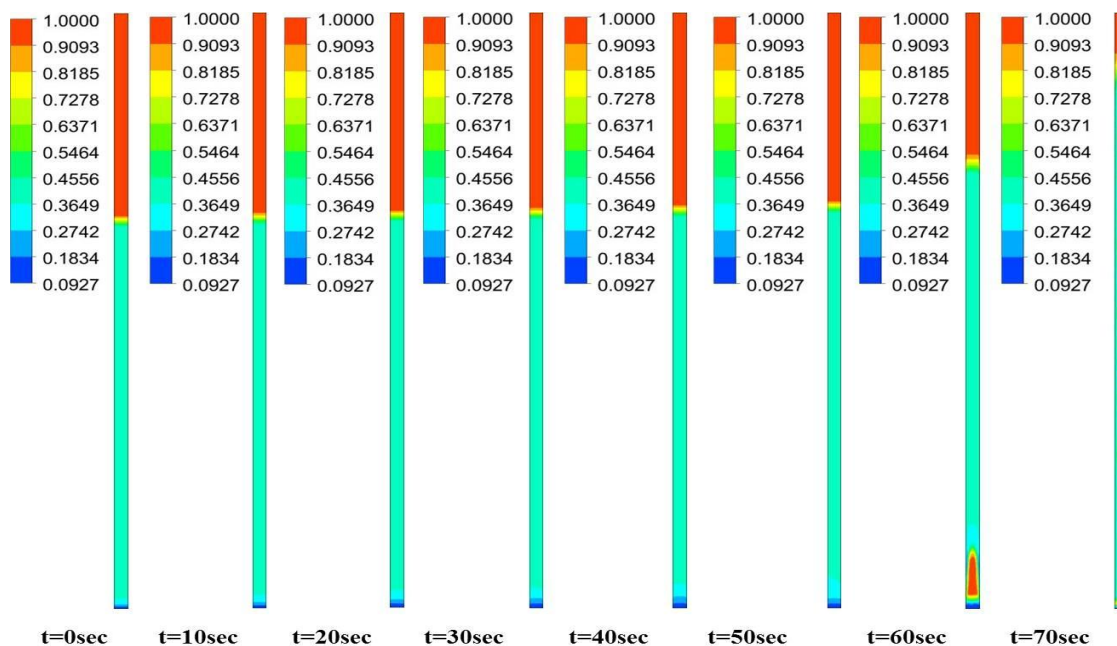 1.0000 1.0000 1.0000 1.0000 1.0000 1.0000 1.0000 1.0000
0.9093 0.9093 0.9093 0.9093 0.9093 0.9093 0.9093 0.9093
0.8185 0.8185 0.8185 0.8185 0.8185 0.8185 0.8185 0.8185
0.7278 0.7278 0.7278 0.7278 0.7278 0.7278 0.7278 0.7278
0.6371 0.6371 0.6371 0.6371 0.6371 0.6371 0.6371 0.6371
0.5464 0.5464 0.5464 0.5464 0.5464 0.5464 0.5464 0.5464
0.4556 0.4556 0.4556 0.4556 0.4556 0.4556 0.4556 0.4556
0.3649 0.3649 0.3649 0.3649 0.3649 0.3649 0.3649 0.3649
0.2742 0.2742 0.2742 0.2742 0.2742 0.2742 0.2742 0.2742
0.1834 0.1834 0.1834 0.1834 0.1834 0.1834 0.1834 0.1834
0.0927 0.0927 0.0927 0.0927 0.0927 0.0927 0.0927 0.0927
t=0sec t=10sec t=20sec t=30sec t=40sec t=50sec t=60sec t=70sec